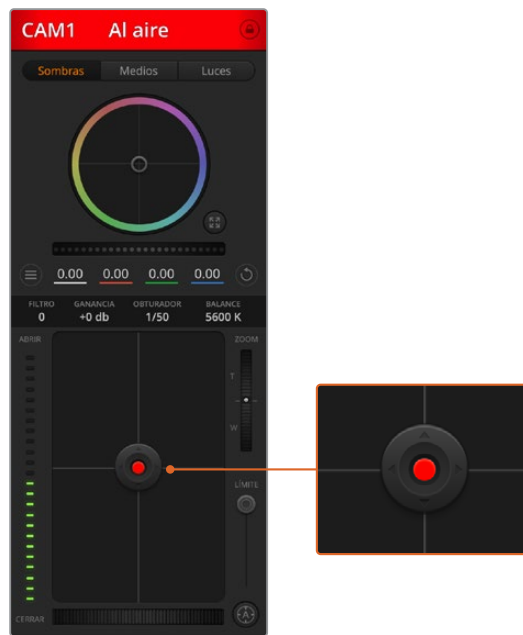 CAM1 Al aire
Sombras Medios Luces
0.00 0.00 0.00 0.00
FILTRO GANANCIA OBTURADOR BALANCE
0 +0 db 1/50 5600 K
ABRIR ZOOM
T
W
LÍMITE
CERRAR A